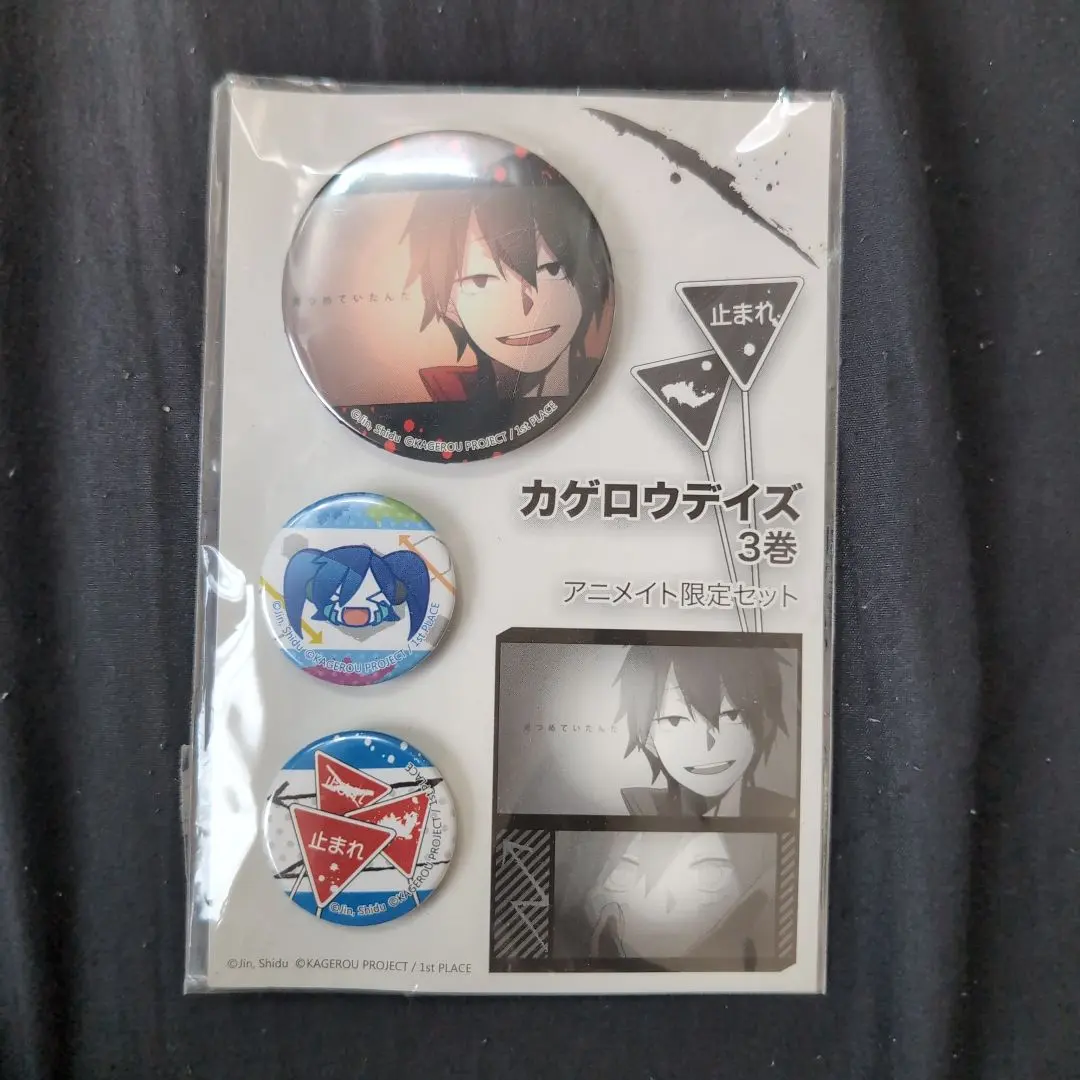 つめていたんだ
©Jin, Shidu ©KAGEROU PROJECT / 1st PLACE
止まれ
カゲロウデイズ
3巻
アニメイト限定セット
©Jin, Shidu ©KAGEROU PROJECT / 1st PLACE
つめていたんだ
止まれ
止まれ
1st PLACE
©Jin, Shidu ©KAGEROU PROJECT /
©Jin, Shidu ©KAGEROU PROJECT / 1st PLACE